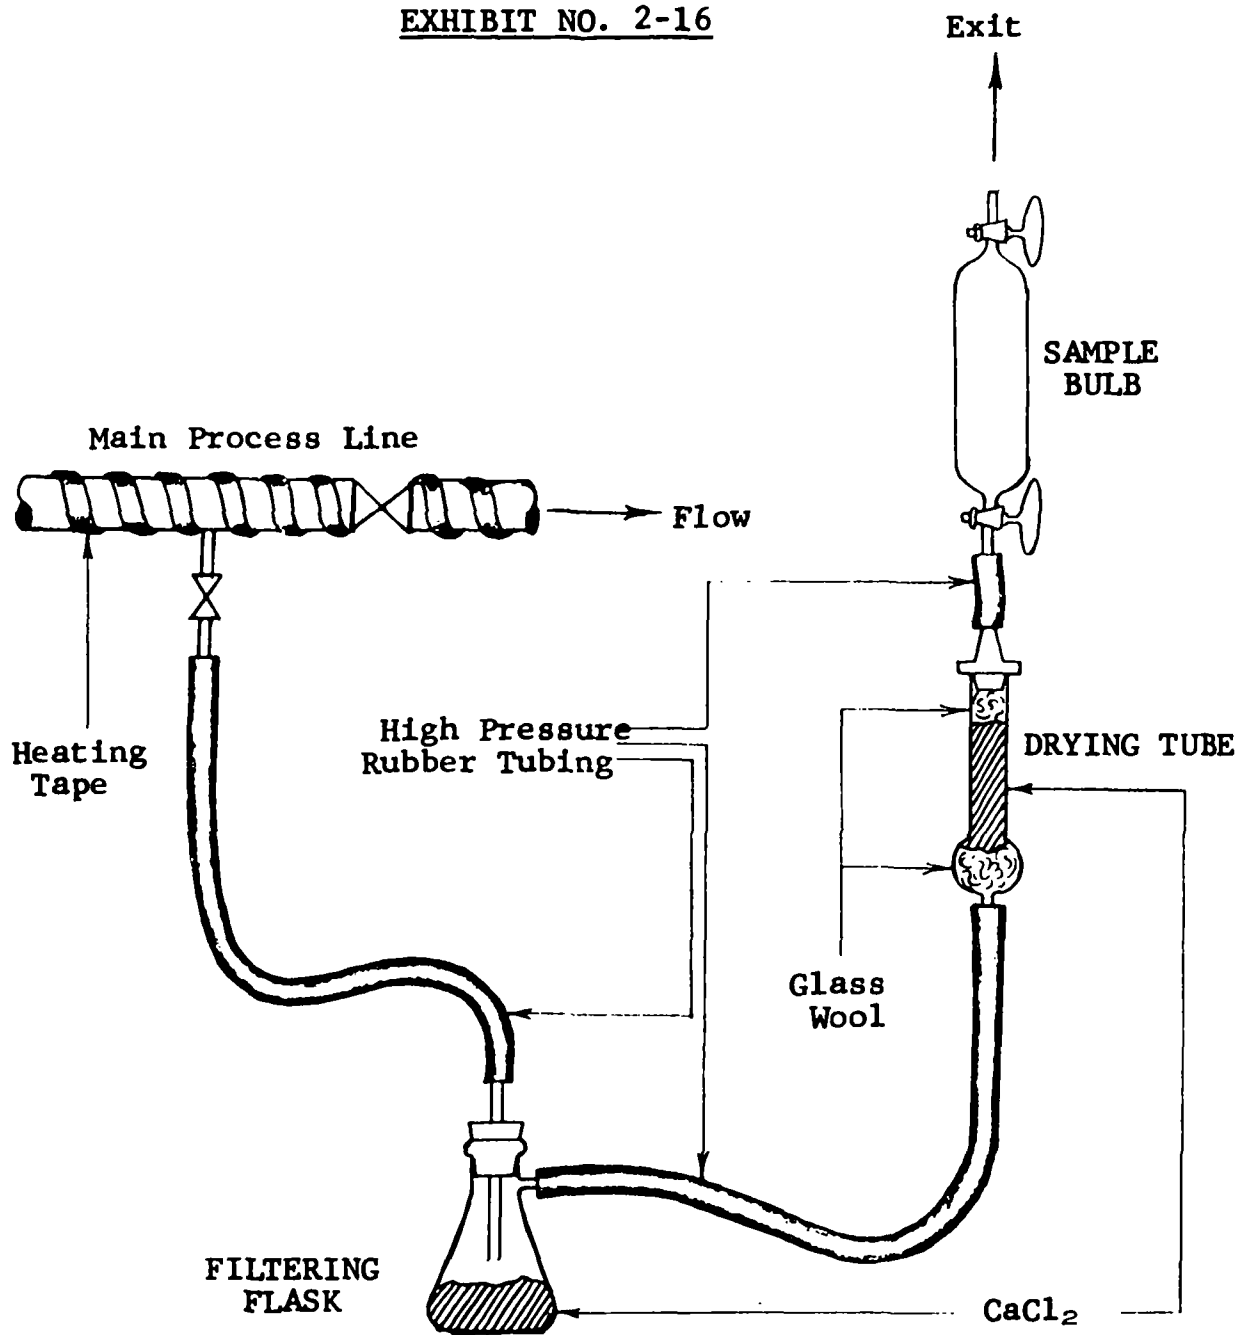 EXHIBIT NO. 2-16
Exit
SAMPLE
BULB
Main Process Line
Flow
High Pressure
Rubber Tubing
Heating
Tape
DRYING TUBE
Glass
Wool
FILTERING
FLASK
CaCl₂